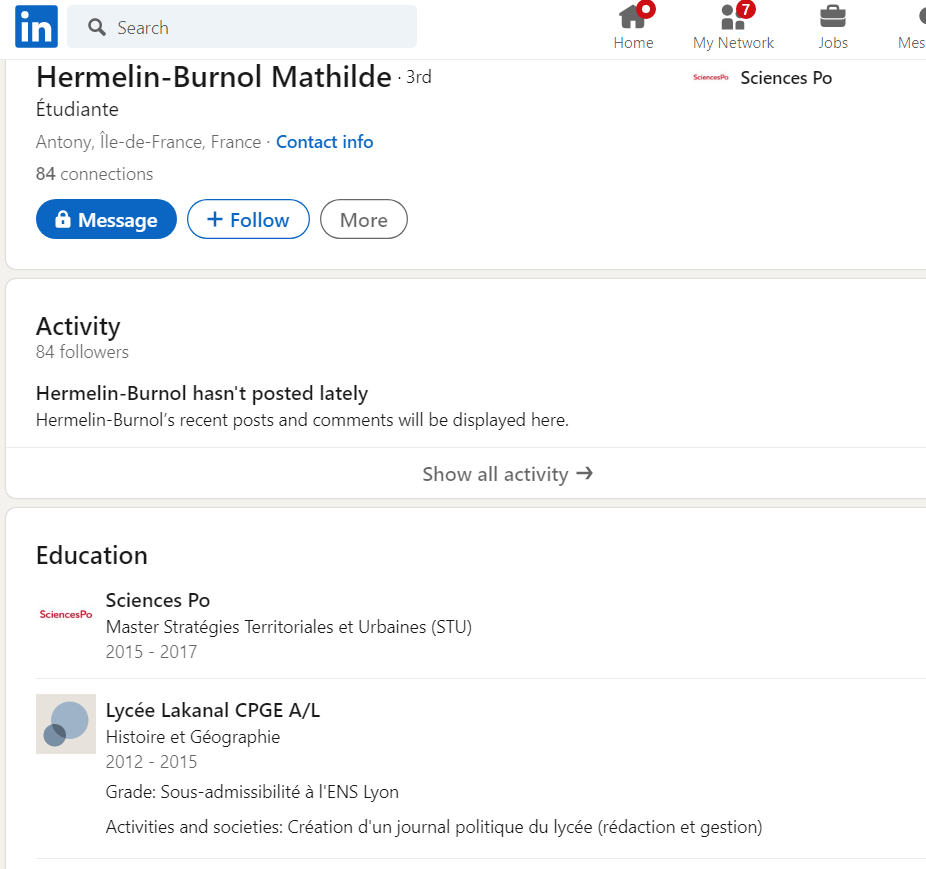 in Search
Home
7
My Network
Jobs
Mes
Hermelin-Burnol Mathilde · 3rd
SciencesPo Sciences Po
Étudiante
Antony, Île-de-France, France · Contact info
84 connections
Message
+ Follow
More
Activity
84 followers
Hermelin-Burnol hasn't posted lately
Hermelin-Burnol’s recent posts and comments will be displayed here.
Show all activity →
Education
SciencesPo
Sciences Po
Master Stratégies Territoriales et Urbaines (STU)
2015 - 2017
Lycée Lakanal CPGE A/L
Histoire et Géographie
2012 - 2015
Grade: Sous-admissibilité à l'ENS Lyon
Activities and societies: Création d'un journal politique du lycée (rédaction et gestion)